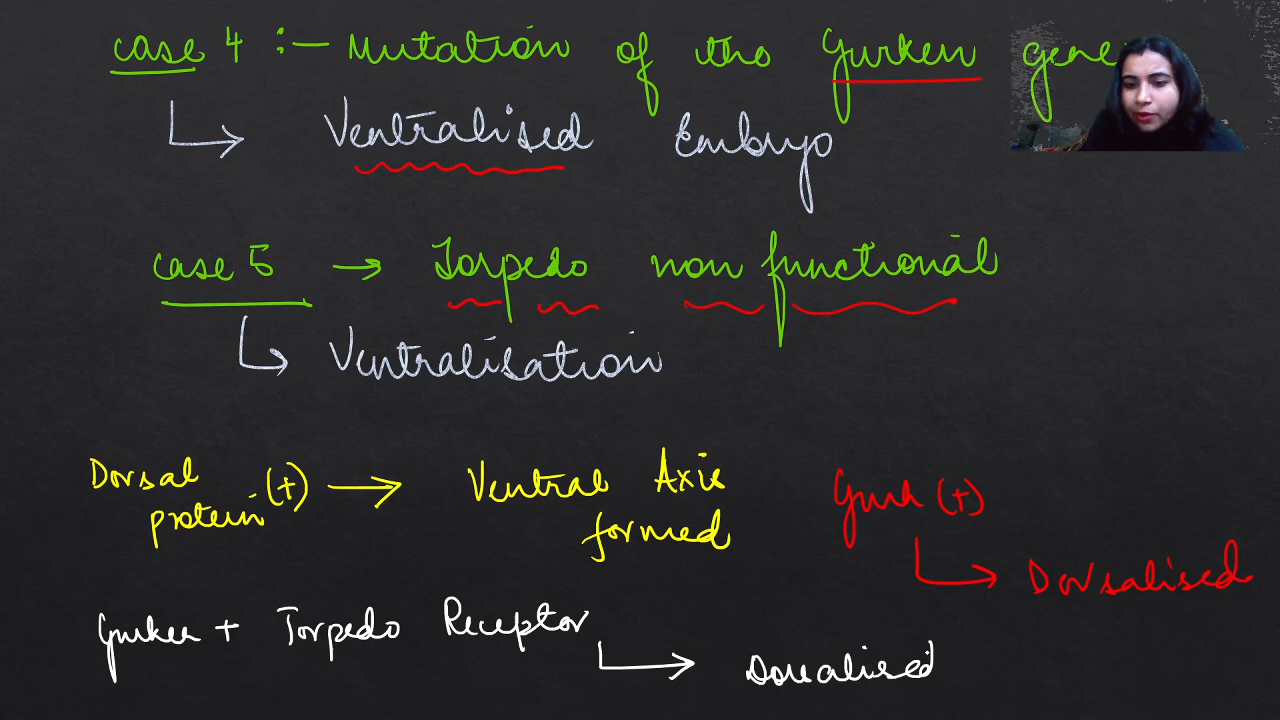 case 4 :- Mutation of the Gurken gene
Ventralised Embryo
case 5 → Torpedo non functional
Ventralisation
Dorsal protein (+) → Ventral Axis formed
Gurk (+)
Dorsalised
Gurken + Torpedo Receptor
Dorsalised